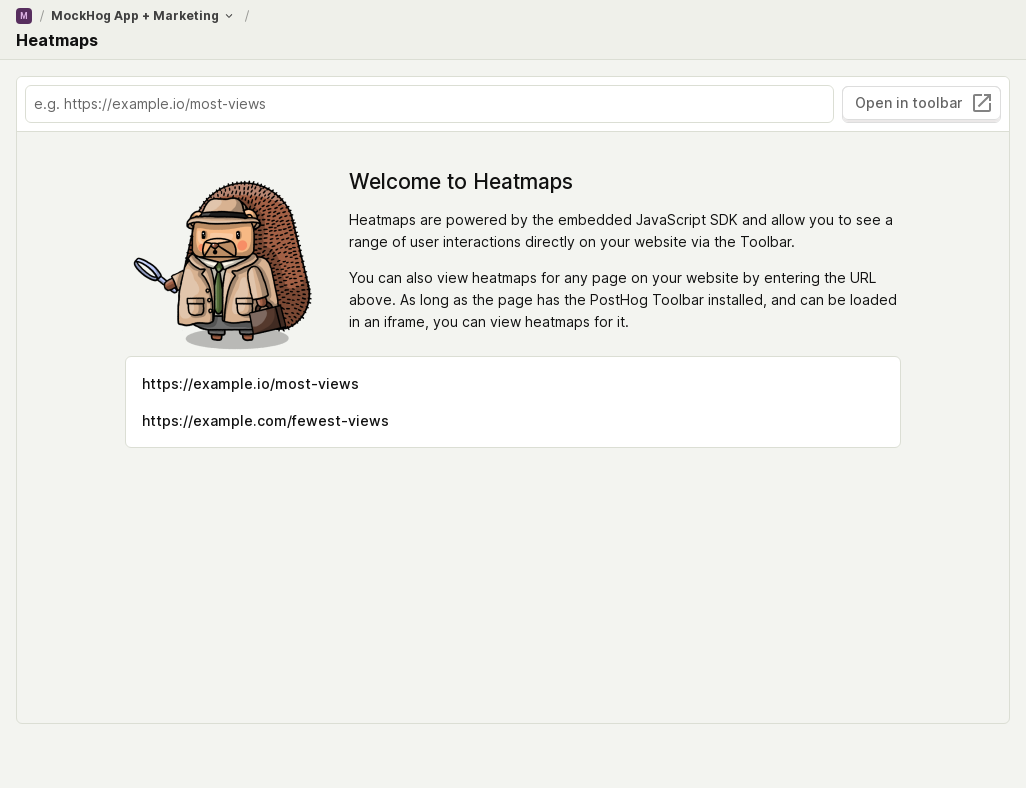 M / MockHog App + Marketing /
Heatmaps
e.g. https://example.io/most-views
Open in toolbar
Welcome to Heatmaps
Heatmaps are powered by the embedded JavaScript SDK and allow you to see a
range of user interactions directly on your website via the Toolbar.
You can also view heatmaps for any page on your website by entering the URL
above. As long as the page has the PostHog Toolbar installed, and can be loaded
in an iframe, you can view heatmaps for it.
https://example.io/most-views
https://example.com/fewest-views